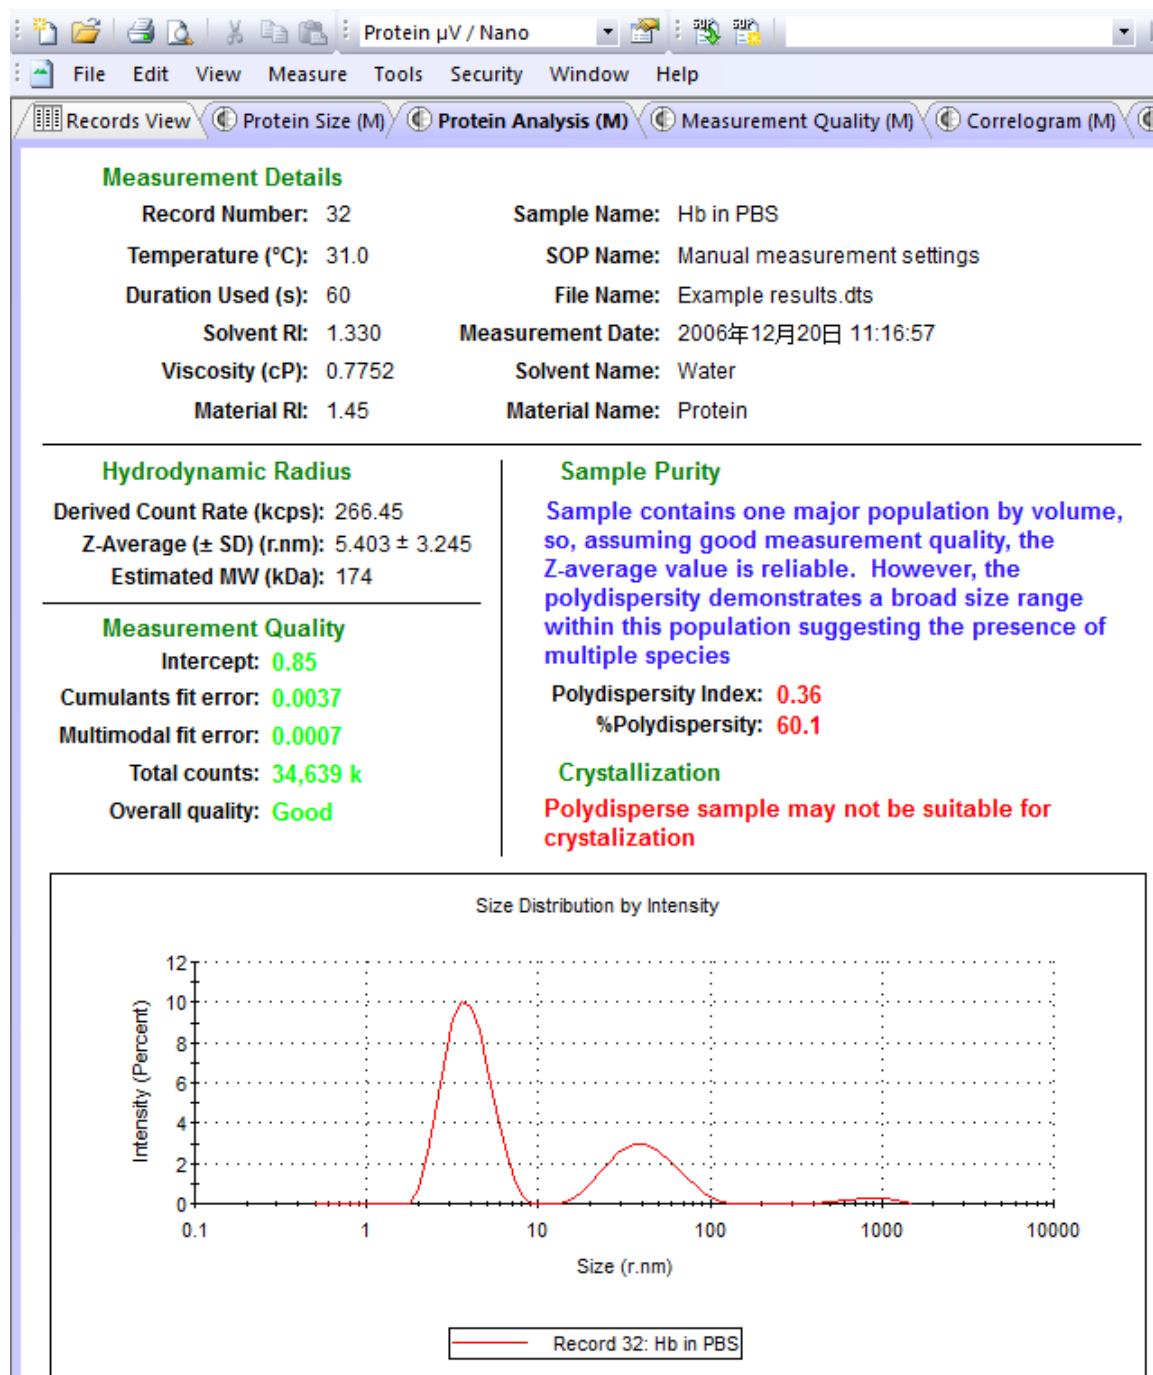 Protein µV / Nano
File Edit View Measure Tools Security Window Help
Records View Protein Size (M) Protein Analysis (M) Measurement Quality (M) Correlogram (M)
Measurement Details
Record Number: 32 Sample Name: Hb in PBS
Temperature (°C): 31.0 SOP Name: Manual measurement settings
Duration Used (s): 60 File Name: Example results.dts
Solvent RI: 1.330 Measurement Date: 2006年12月20日 11:16:57
Viscosity (cP): 0.7752 Solvent Name: Water
Material RI: 1.45 Material Name: Protein
Hydrodynamic Radius
Derived Count Rate (kcps): 266.45
Z-Average (± SD) (r.nm): 5.403 ± 3.245
Estimated MW (kDa): 174
Measurement Quality
Intercept: 0.85
Cumulants fit error: 0.0037
Multimodal fit error: 0.0007
Total counts: 34,639 k
Overall quality: Good
Sample Purity
Sample contains one major population by volume,
so, assuming good measurement quality, the
Z-average value is reliable. However, the
polydispersity demonstrates a broad size range
within this population suggesting the presence of
multiple species
Polydispersity Index: 0.36
%Polydispersity: 60.1
Crystallization
Polydisperse sample may not be suitable for
crystalization
Size Distribution by Intensity
Intensity (Percent)
12
10
8
6
4
2
0
0.1 1 10 100 1000 10000
Size (r.nm)
Record 32: Hb in PBS